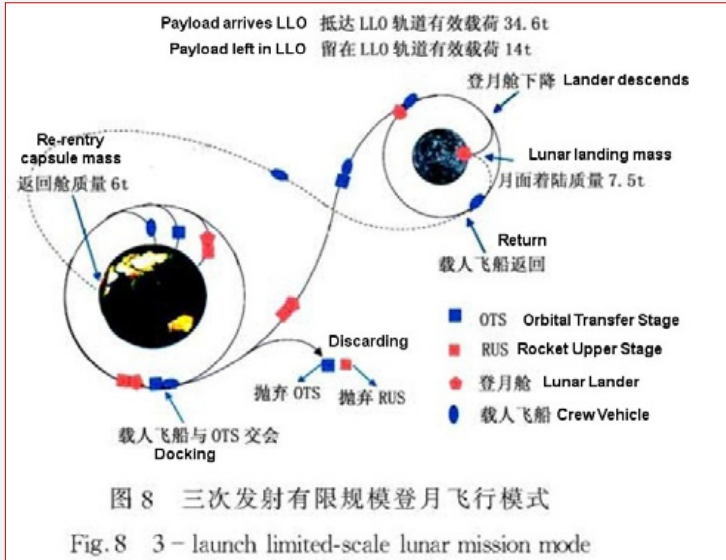 Payload arrives LLO 抵达 LLO 轨道有效载荷 34.6t
Payload left in LLO 留在 LLO 轨道有效载荷 14t
登月舱下降 Lander descends
Re-rentry
capsule mass
返回舱质量 6t
Lunar landing mass
月面着陆质量 7.5t
Return
载人飞船返回
OTS Orbital Transfer Stage
RUS Rocket Upper Stage
登月舱 Lunar Lander
载人飞船 Crew Vehicle
Discarding
抛弃 OTS
抛弃 RUS
载人飞船与 OTS 交会
Docking
图 8 三次发射有限规模登月飞行模式
Fig. 8 3-launch limited-scale lunar mission mode